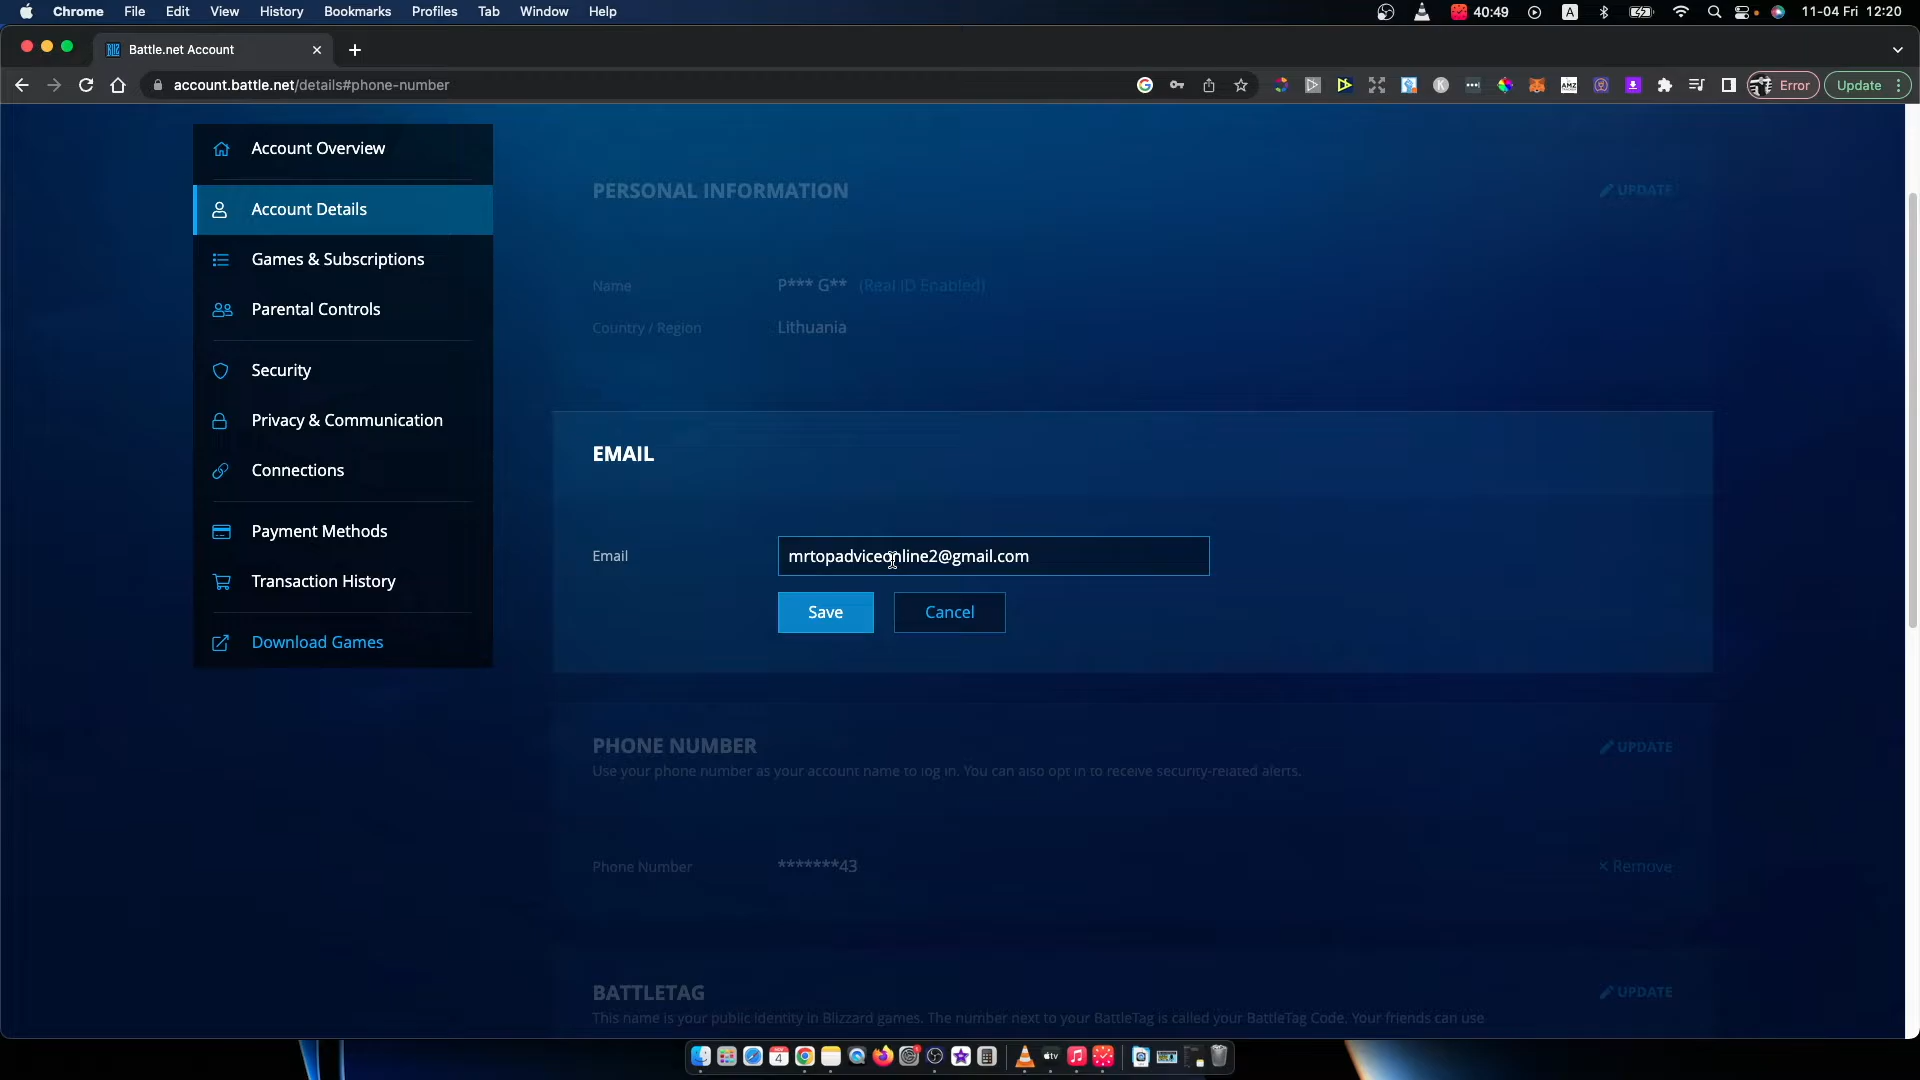 Chrome File Edit View History Bookmarks Profiles Tab Window Help 40:49 A 11-04 Fri 12:20
Battle.net Account
account.battle.net/details#phone-number Error Update
Account Overview
Account Details
Games & Subscriptions
Parental Controls
Security
Privacy & Communication
Connections
Payment Methods
Transaction History
Download Games
PERSONAL INFORMATION UPDATE
Name P*** G** (Real ID Enabled)
Country / Region Lithuania
EMAIL
Email mrtopadviceonline2@gmail.com
Save Cancel
PHONE NUMBER UPDATE
Use your phone number as your account name to log in. You can also opt in to receive security-related alerts.
Phone Number *******43 × Remove
BATTLETAG UPDATE
This name is your public identity in Blizzard games. The number next to your BattleTag is called your BattleTag Code. Your friends can use